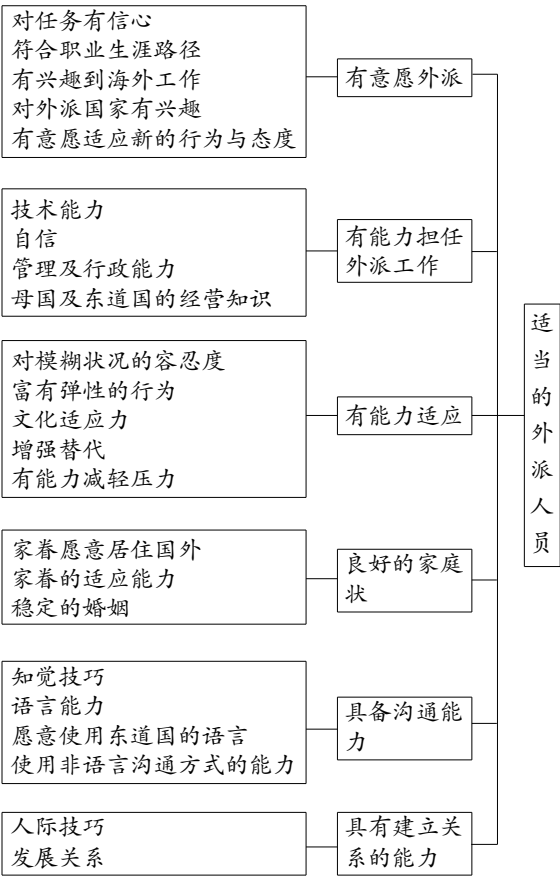 对任务有信心
符合职业生涯路径
有兴趣到海外工作
对外派国家有兴趣
有意愿适应新的行为与态度
有意愿外派
技术能力
自信
管理及行政能力
母国及东道国的经营知识
有能力担任
外派工作
对模糊状况的容忍度
富有弹性的行为
文化适应力
增强替代
有能力减轻压力
有能力适应
家眷愿意居住国外
家眷的适应能力
稳定的婚姻
良好的家庭
状
知觉技巧
语言能力
愿意使用东道国的语言
使用非语言沟通方式的能力
具备沟通能
力
人际技巧
发展关系
具有建立关
系的能力
适当的外派人员